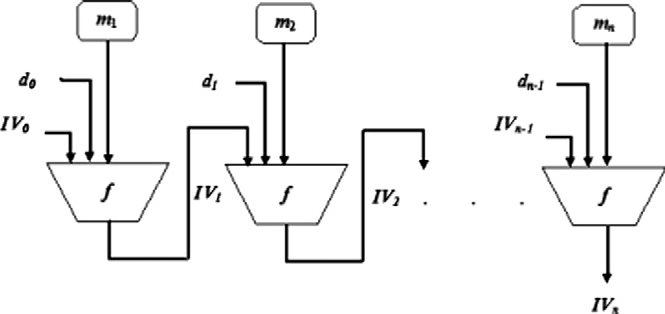 m1 m2 mn
d0 d1 dn-1
IV0 IVn-1
f IV1 f IV2 . . . f
IVn